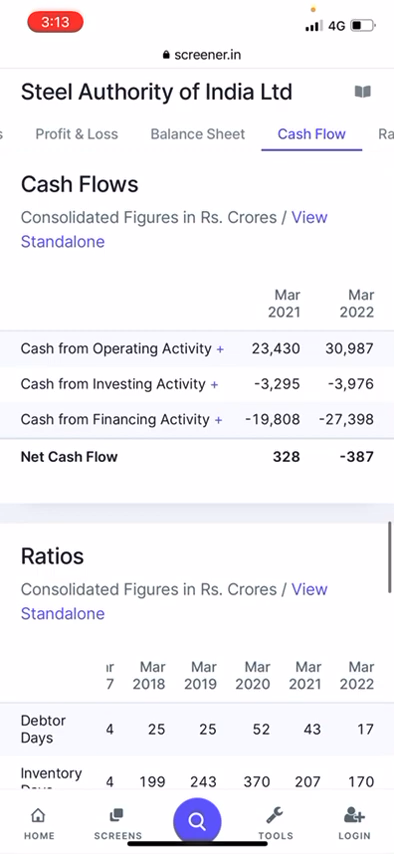 3:13
4G
screener.in
Steel Authority of India Ltd
s Profit & Loss Balance Sheet Cash Flow Ra
Cash Flows
Consolidated Figures in Rs. Crores / View
Standalone
Mar Mar
2021 2022
Cash from Operating Activity + 23,430 30,987
Cash from Investing Activity + -3,295 -3,976
Cash from Financing Activity + -19,808 -27,398
Net Cash Flow 328 -387
Ratios
Consolidated Figures in Rs. Crores / View
Standalone
Mar Mar Mar Mar Mar
7 2018 2019 2020 2021 2022
Debtor
Days
4 25 25 52 43 17
Inventory
4 199 243 370 207 170
HOME SCREENS TOOLS LOGIN